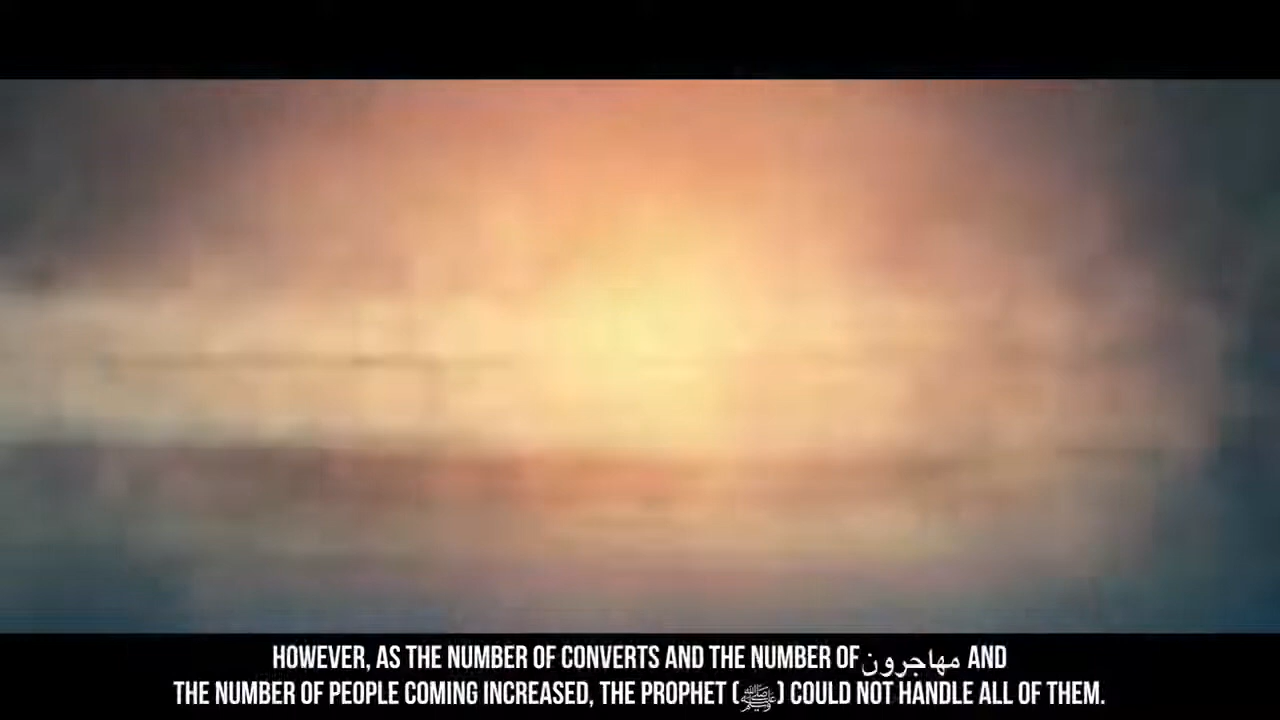 HOWEVER, AS THE NUMBER OF CONVERTS AND THE NUMBER OF مهاجرون AND
THE NUMBER OF PEOPLE COMING INCREASED, THE PROPHET (ﷺ) COULD NOT HANDLE ALL OF THEM.